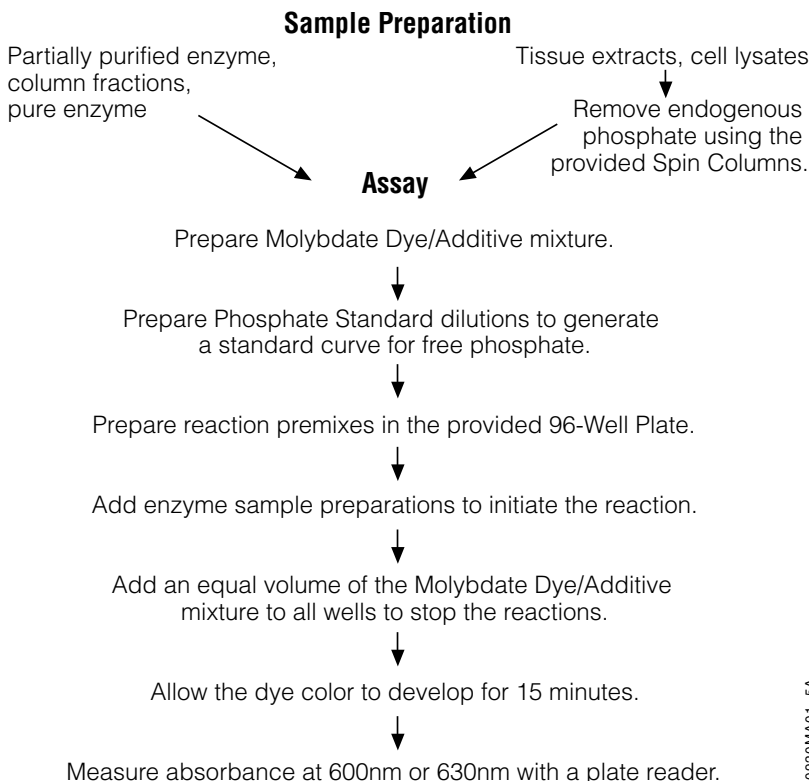 Sample Preparation
Partially purified enzyme,
column fractions,
pure enzyme
Tissue extracts, cell lysates
Remove endogenous
phosphate using the
provided Spin Columns.
Assay
Prepare Molybdate Dye/Additive mixture.
Prepare Phosphate Standard dilutions to generate
a standard curve for free phosphate.
Prepare reaction premixes in the provided 96-Well Plate.
Add enzyme sample preparations to initiate the reaction.
Add an equal volume of the Molybdate Dye/Additive
mixture to all wells to stop the reactions.
Allow the dye color to develop for 15 minutes.
Measure absorbance at 600nm or 630nm with a plate reader.